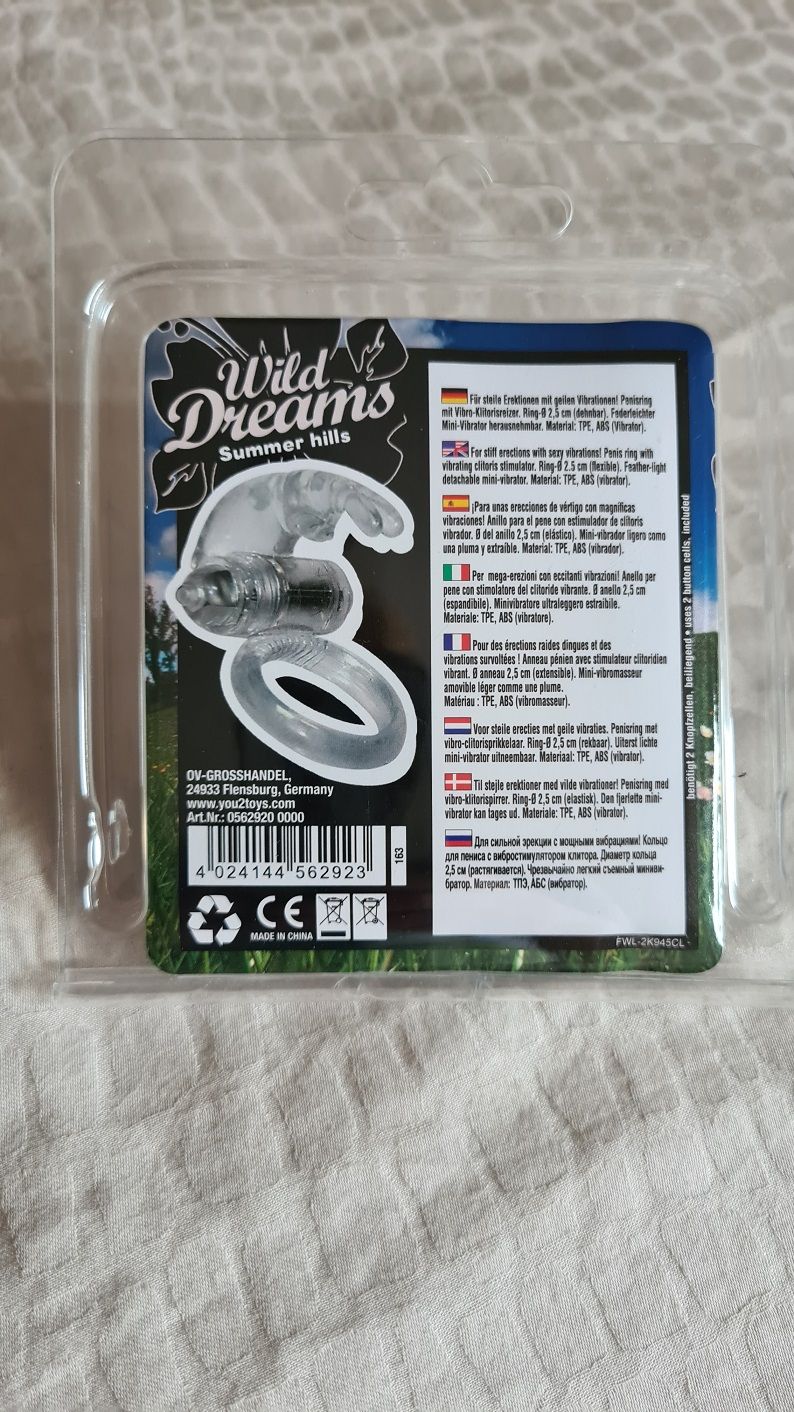 Wild
Dreams
Summer hills
Für steile Erektionen mit geilen Vibrationen! Penisring
mit Vibro-Klitorisreizer. Ring-Ø 2,5 cm (dehnbar). Federleichter
Mini-Vibrator herausnehmbar. Material: TPE, ABS (Vibrator).
For stiff erections with sexy vibrations! Penis ring with
vibrating clitoris stimulator. Ring-Ø 2.5 cm (flexible). Feather-light
detachable mini-vibrator. Material: TPE, ABS (vibrator).
¡Para unas erecciones de vértigo con magníficas
vibraciones! Anillo para el pene con estimulador de clítoris
vibrador. Ø del anillo 2,5 cm (elástico). Mini-vibrador ligero como
una pluma y extraíble. Material: TPE, ABS (vibrador).
Per mega-erezioni con eccitanti vibrazioni! Anello per
pene con stimolatore del clitoride vibrante. Ø anello 2,5 cm
(espandibile). Minivibratore ultraleggero estraibile.
Materiale: TPE, ABS (vibratore).
Pour des érections raides dingues et des
vibrations survoltées ! Anneau pénien avec stimulateur clitoridien
vibrant. Ø anneau 2,5 cm (extensible). Mini-vibromasseur
amovible léger comme une plume.
Matériau : TPE, ABS (vibromasseur).
Voor steile erecties met geile vibraties. Penisring met
vibro-clitorisprikkelaar. Ring-Ø 2,5 cm (rekbaar). Uiterst lichte
mini-vibrator uitneembaar. Materiaal: TPE, ABS (vibrator).
Til stejle erektioner med vilde vibrationer! Penisring med
vibro-klitorispirrer. Ring-Ø 2,5 cm (elastisk). Den fjerlette mini-
vibrator kan tages ud. Materiale: TPE, ABS (vibrator).
Для сильной эрекции с мощными вибрациями! Кольцо
для пениса с вибростимулятором клитора. Диаметр кольца
2,5 см (растягивается). Чрезвычайно легкий съемный миниви-
братор. Материал: ТПЭ, АБС (вибратор).
benötigt 2 Knopfzellen, beiliegend • uses 2 button cells, included
OV-GROSSHANDEL,
24933 Flensburg, Germany
www.you2toys.com
Art.Nr.: 0562920 0000
4 024144 562923
163
CE
MADE IN CHINA
FWL-2K945CL